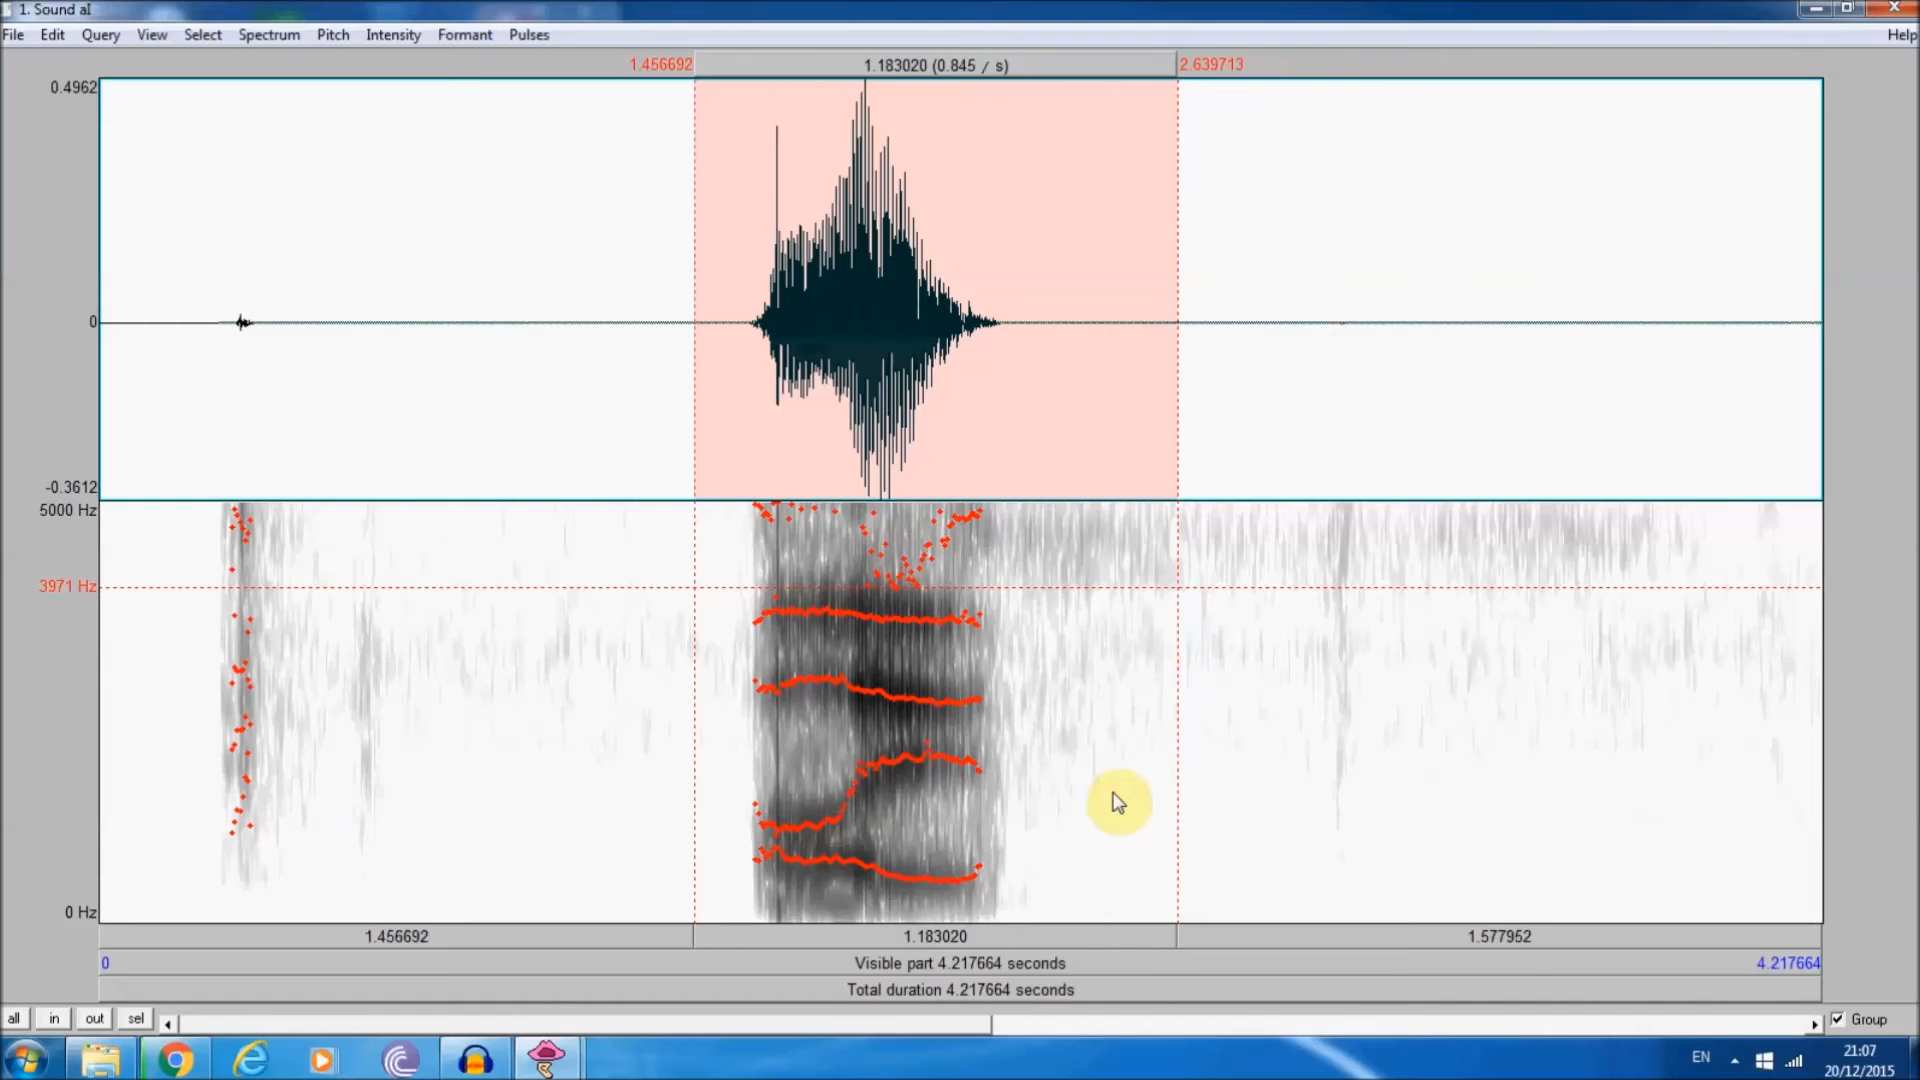 1. Sound aI
File Edit Query View Select Spectrum Pitch Intensity Formant Pulses Help
1.456692 1.183020 (0.845 / s) 2.639713
0.4962
0
-0.3612
5000 Hz
3971 Hz
0 Hz
1.456692 1.183020 1.577952
0 Visible part 4.217664 seconds 4.217664
Total duration 4.217664 seconds
all in out sel Group
EN 21:07
20/12/2015